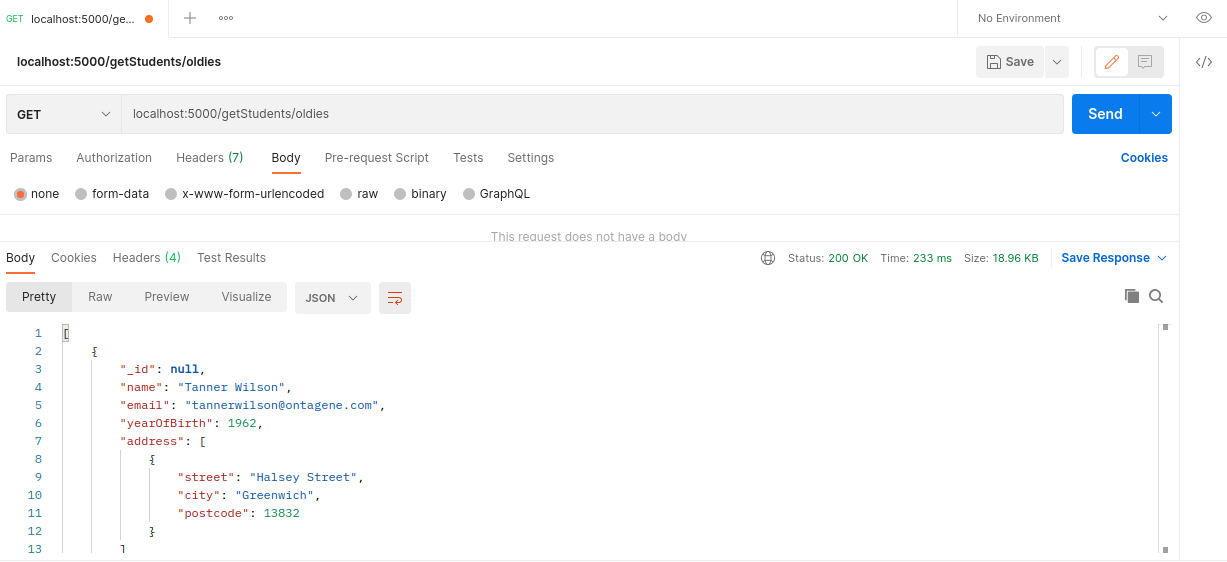 GET localhost:5000/ge... No Environment
localhost:5000/getStudents/oldies Save
GET localhost:5000/getStudents/oldies Send
Params Authorization Headers (7) Body Pre-request Script Tests Settings Cookies
none form-data x-www-form-urlencoded raw binary GraphQL
This request does not have a body
Body Cookies Headers (4) Test Results Status: 200 OK Time: 233 ms Size: 18.96 KB Save Response
Pretty Raw Preview Visualize JSON
1 [
2 {
3 "_id": null,
4 "name": "Tanner Wilson",
5 "email": "tannerwilson@ontagene.com",
6 "yearOfBirth": 1962,
7 "address": [
8 {
9 "street": "Halsey Street",
10 "city": "Greenwich",
11 "postcode": 13832
12 }
13 ]